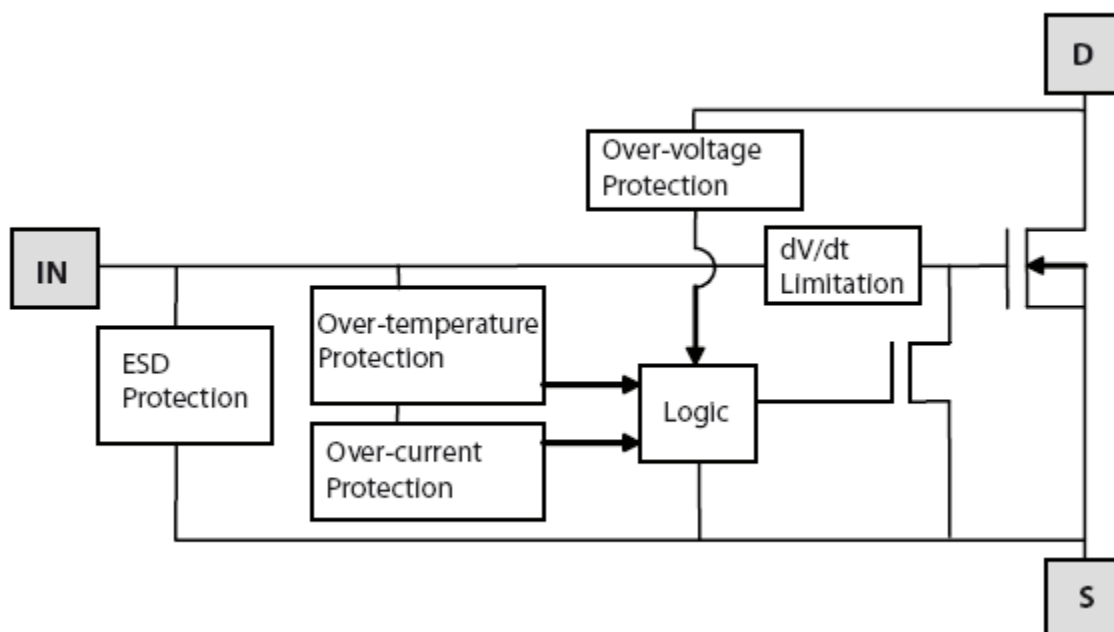 D
Over-voltage
Protection
IN
dV/dt
Limitation
Over-temperature
Protection
ESD
Protection
Logic
Over-current
Protection
S